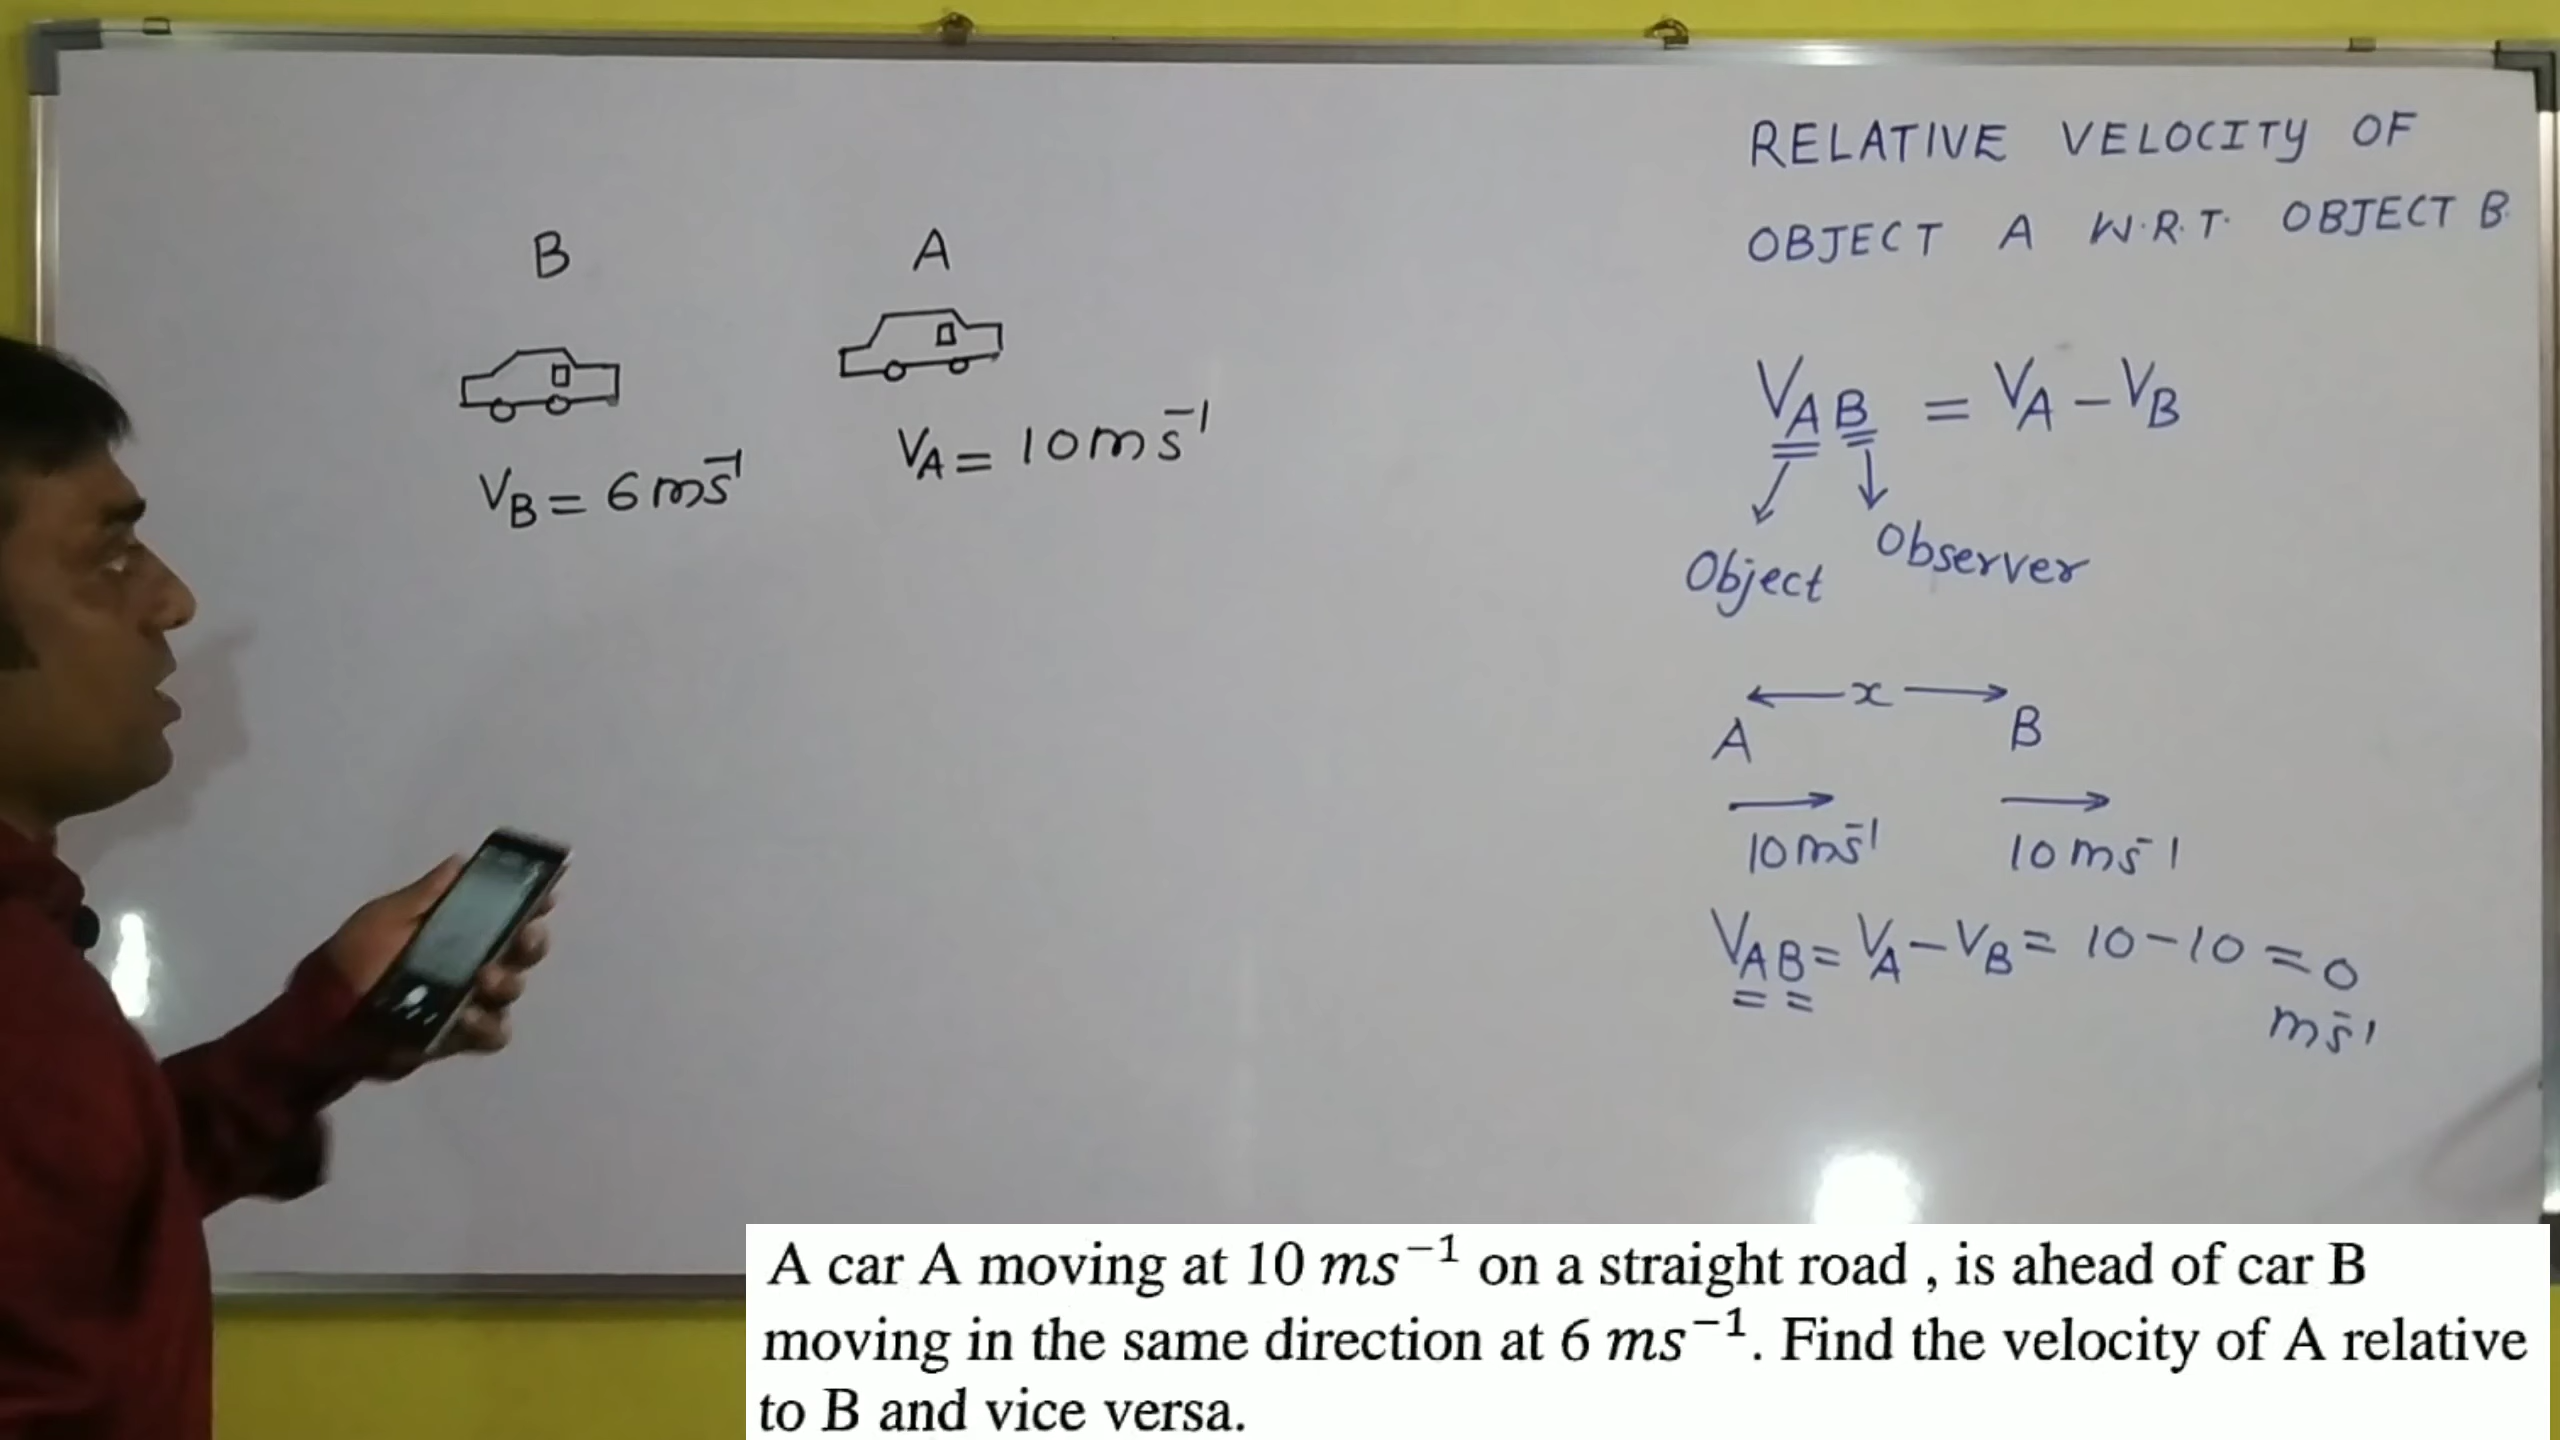 RELATIVE VELOCITY OF
OBJECT A W.R.T. OBJECT B.
B
A
V_B = 6 ms⁻¹
V_A = 10 ms⁻¹
V_AB = V_A - V_B
Object
Observer
x
A B
10 ms⁻¹ 10 ms⁻¹
V_AB = V_A - V_B = 10 - 10 = 0
ms⁻¹
A car A moving at 10 ms⁻¹ on a straight road , is ahead of car B
moving in the same direction at 6 ms⁻¹. Find the velocity of A relative
to B and vice versa.